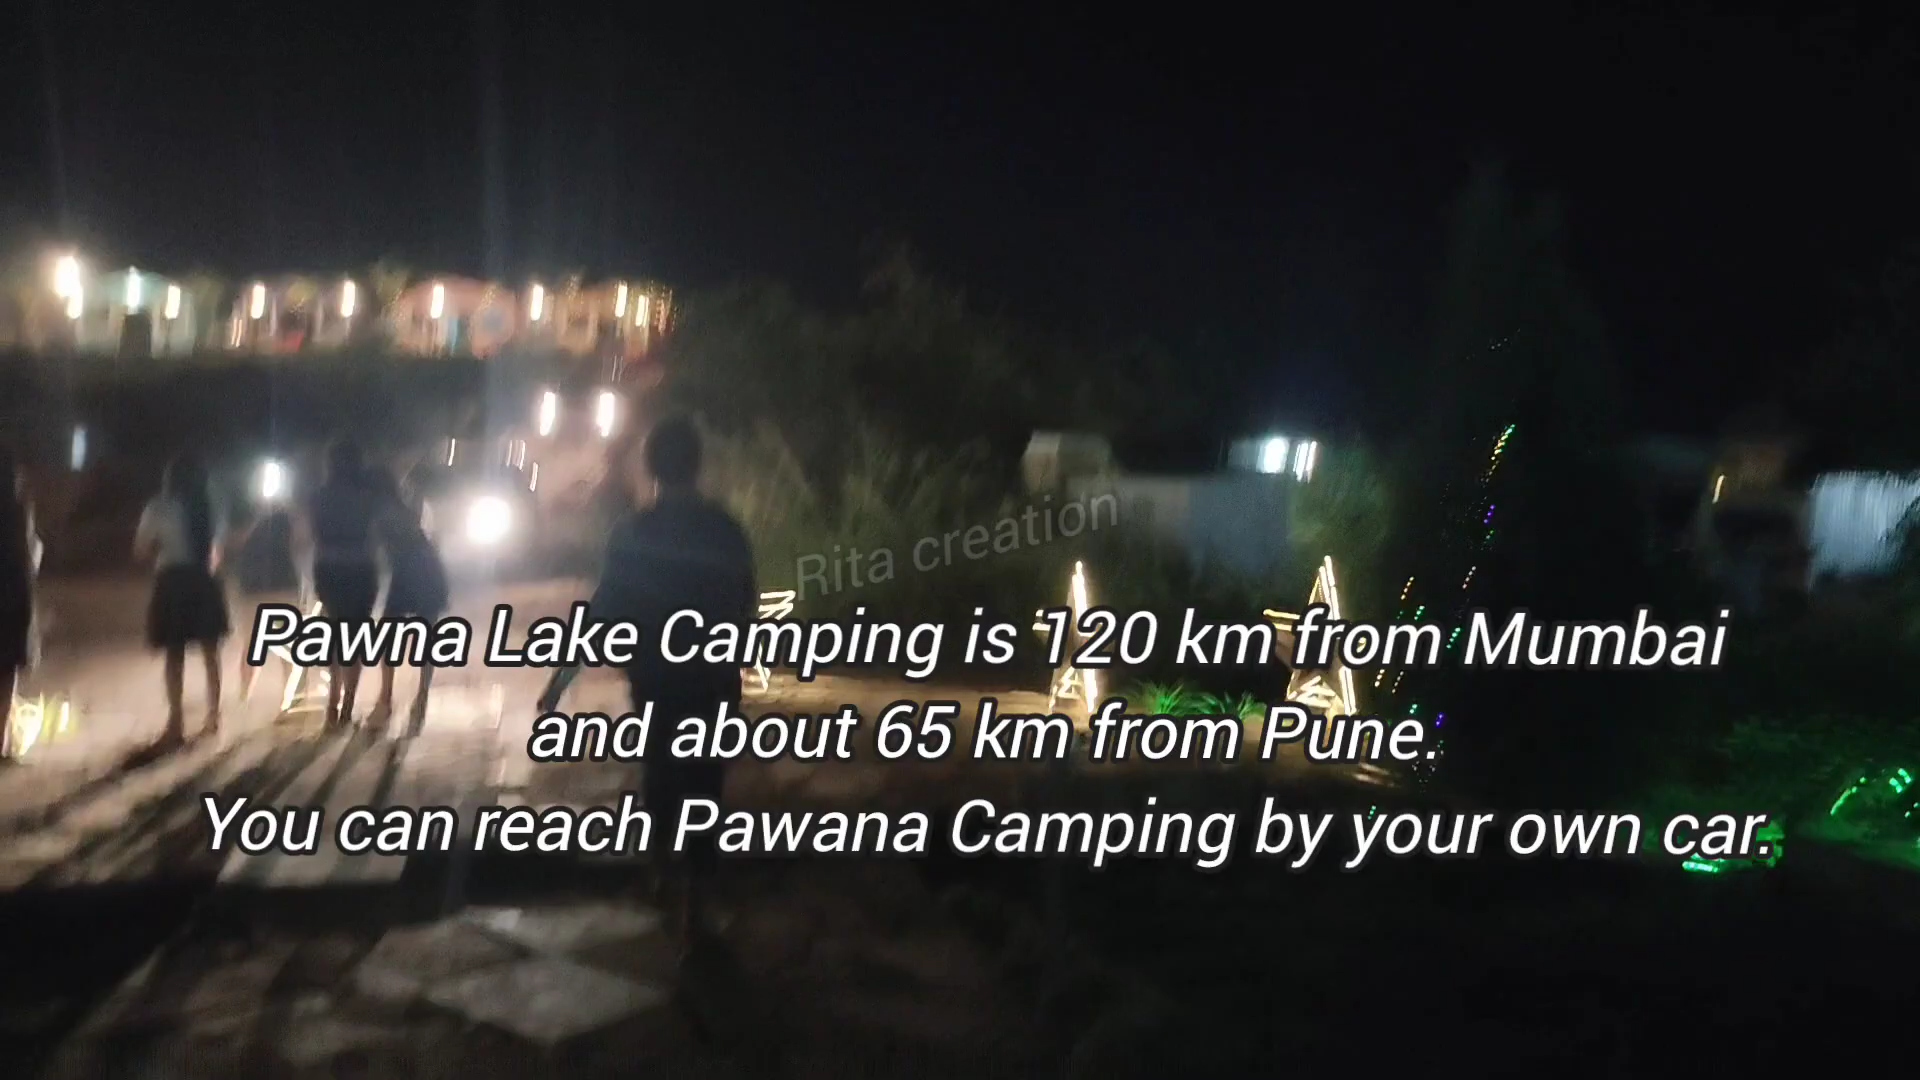 Rita creation
Pawna Lake Camping is 120 km from Mumbai
and about 65 km from Pune.
You can reach Pawana Camping by your own car.